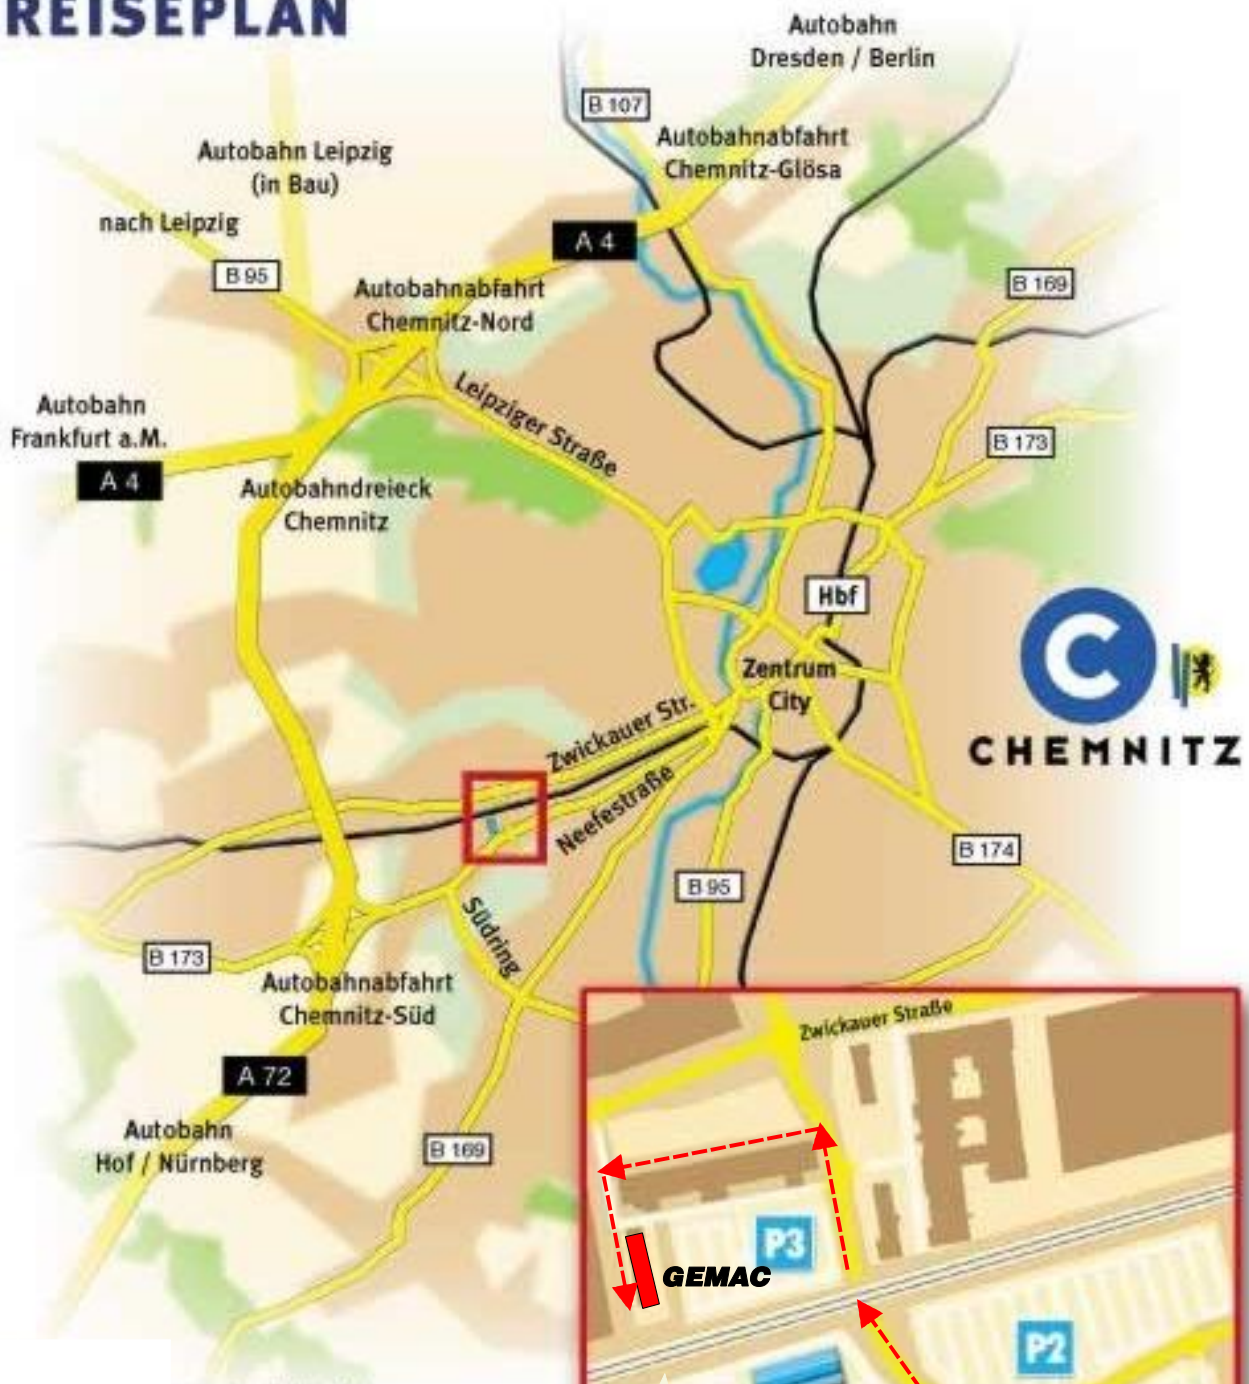 REISEPLAN
Autobahn
Dresden / Berlin
B 107
Autobahnabfahrt
Chemnitz-Glösa
Autobahn Leipzig
(in Bau)
nach Leipzig
A 4
B 95
B 169
Autobahnabfahrt
Chemnitz-Nord
Leipziger Straße
Autobahn
Frankfurt a.M.
A 4
B 173
Autobahndreieck
Chemnitz
Hbf
C
CHEMNITZ
Zentrum
City
Zwickauer Str.
Neefestraße
B 174
B 95
Südring
B 173
Autobahnabfahrt
Chemnitz-Süd
A 72
Autobahn
Hof / Nürnberg
B 169
Zwickauer Straße
P3
GEMAC
P2